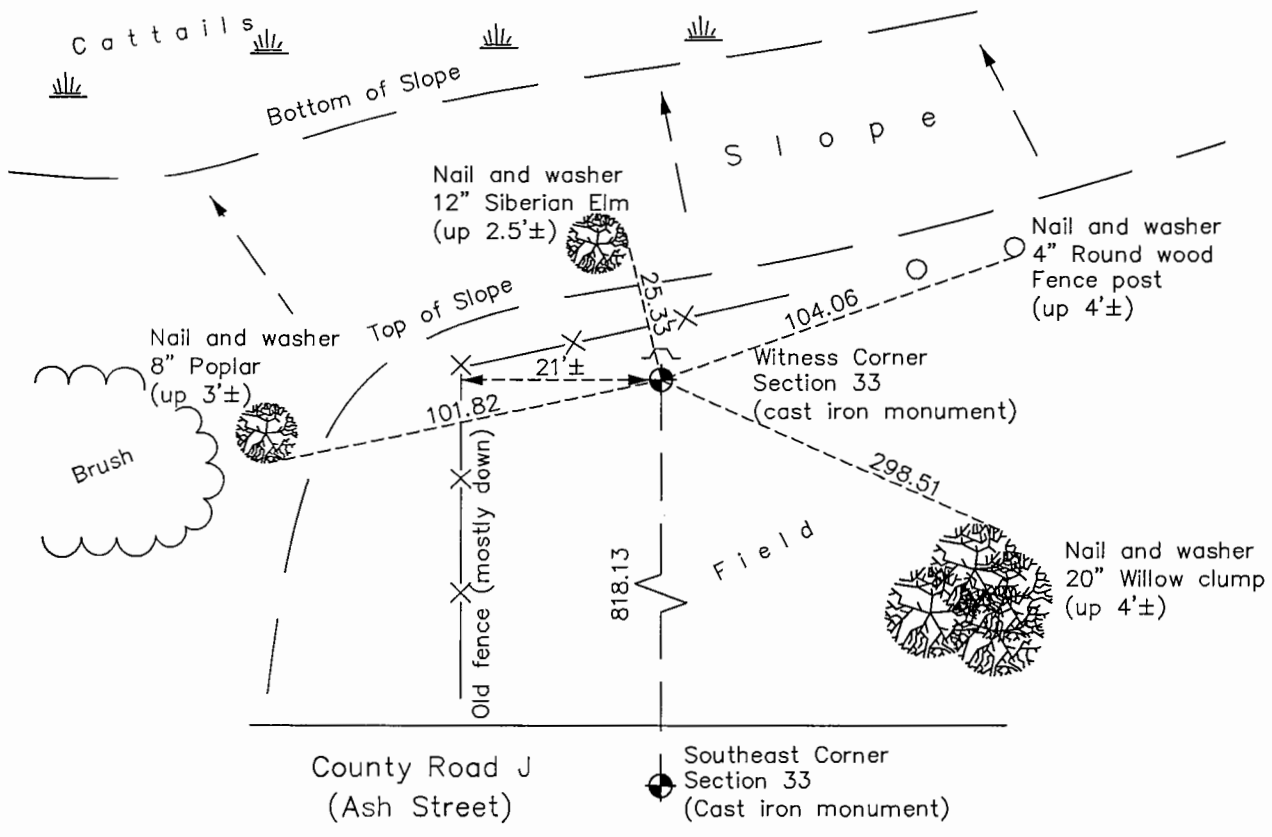 Cattails
Bottom of Slope
Slope
Nail and washer
12" Siberian Elm
(up 2.5'±)
Nail and washer
4" Round wood
Fence post
(up 4'±)
25.33
Top of Slope
104.06
Nail and washer
8" Poplar
(up 3'±)
21'±
Witness Corner
Section 33
(cast iron monument)
101.82
Brush
Old fence (mostly down)
298.51
818.13
Field
Nail and washer
20" Willow clump
(up 4'±)
County Road J
(Ash Street)
Southeast Corner
Section 33
(Cast iron monument)